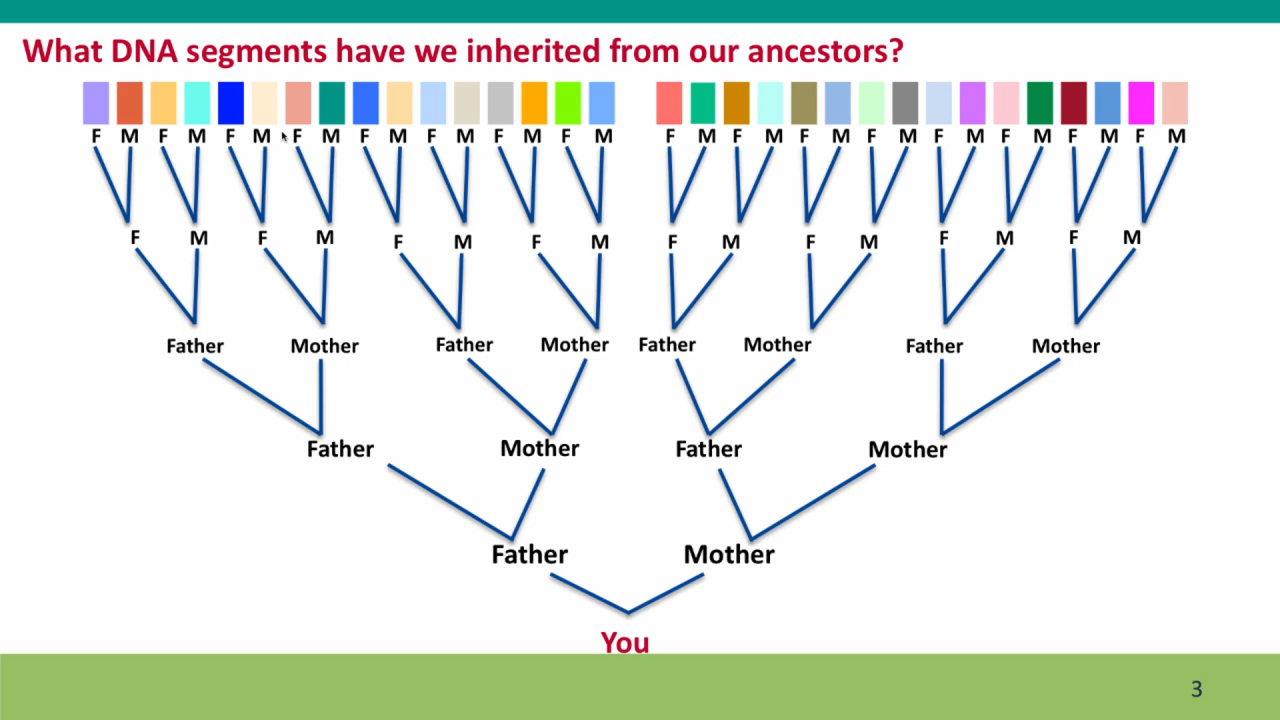 What DNA segments have we inherited from our ancestors?
F M F M F M F M F M F M F M F M F M F M F M F M F M F M F M F M
F M F M F M F M F M F M F M F M
Father Mother Father Mother Father Mother Father Mother
Father Mother Father Mother
Father Mother
You
3